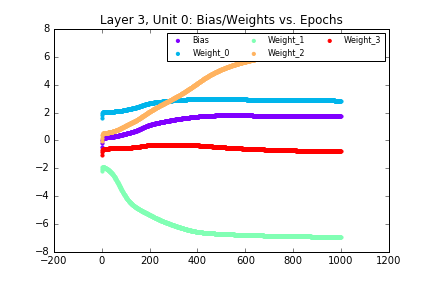 Layer 3, Unit 0: Bias/Weights vs. Epochs
Bias Weight_1 Weight_3
Weight_0 Weight_2
8
6
4
2
0
−2
−4
−6
−8
−200 0 200 400 600 800 1000 1200